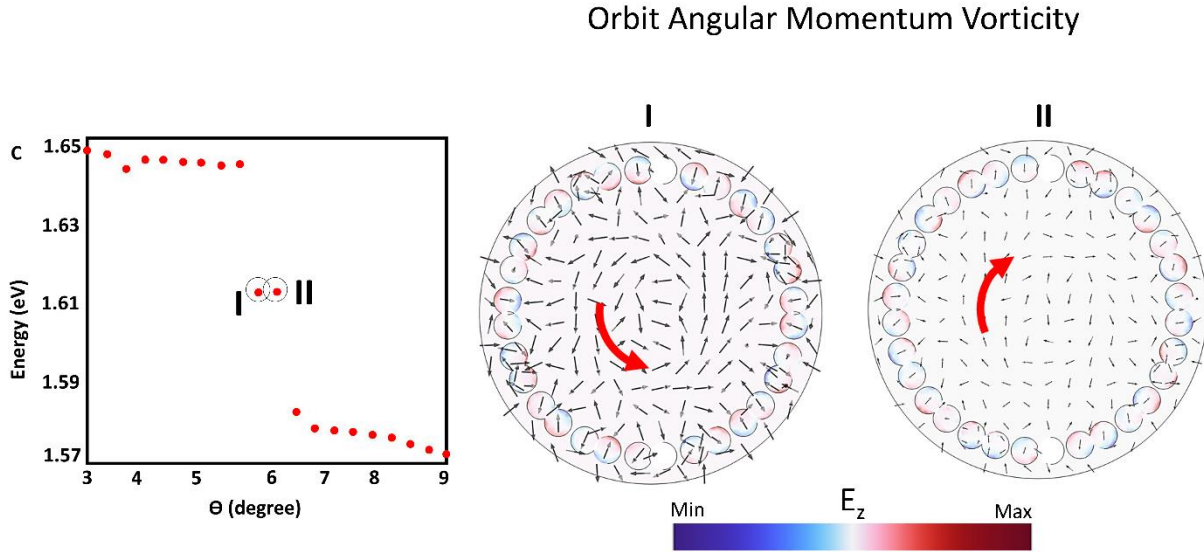 Orbit Angular Momentum Vorticity
C
Energy (eV)
1.65
1.63
1.61
1.59
1.57
I
II
3
4
5
6
7
8
9
Ɵ (degree)
I
II
Min
E_z
Max